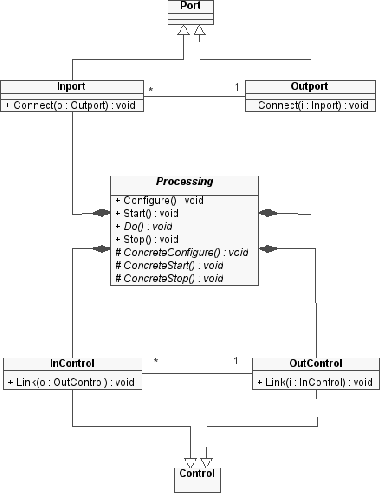 Port
Inport
Outport
+ Connect(o : Outport) : void
Connect(i : Inport) : void
* 1
Processing
+ Configure() : void
+ Start() : void
+ Do() : void
+ Stop() : void
# ConcreteConfigure() : void
# ConcreteStart() : void
# ConcreteStop() : void
InControl
OutControl
+ Link(o : OutControl) : void
+ Link(i : InControl) : void
* 1
Control